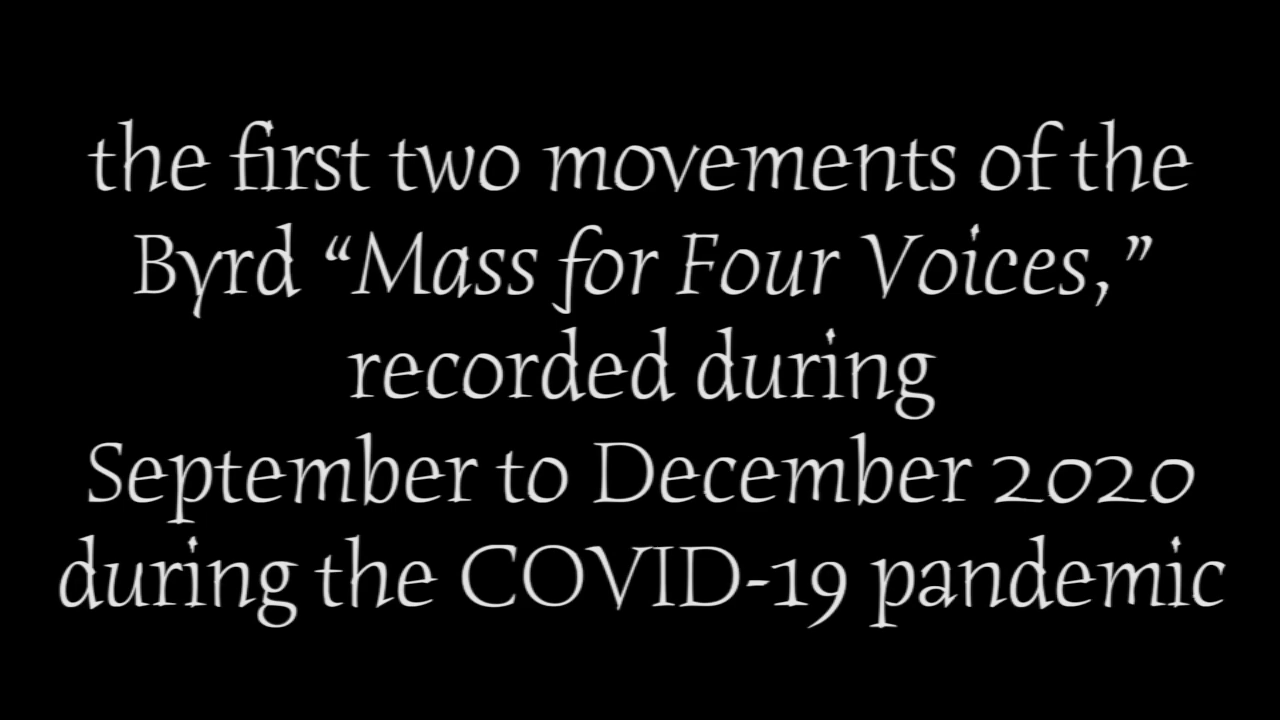 the first two movements of the
Byrd “Mass for Four Voices,”
recorded during
September to December 2020
during the COVID-19 pandemic